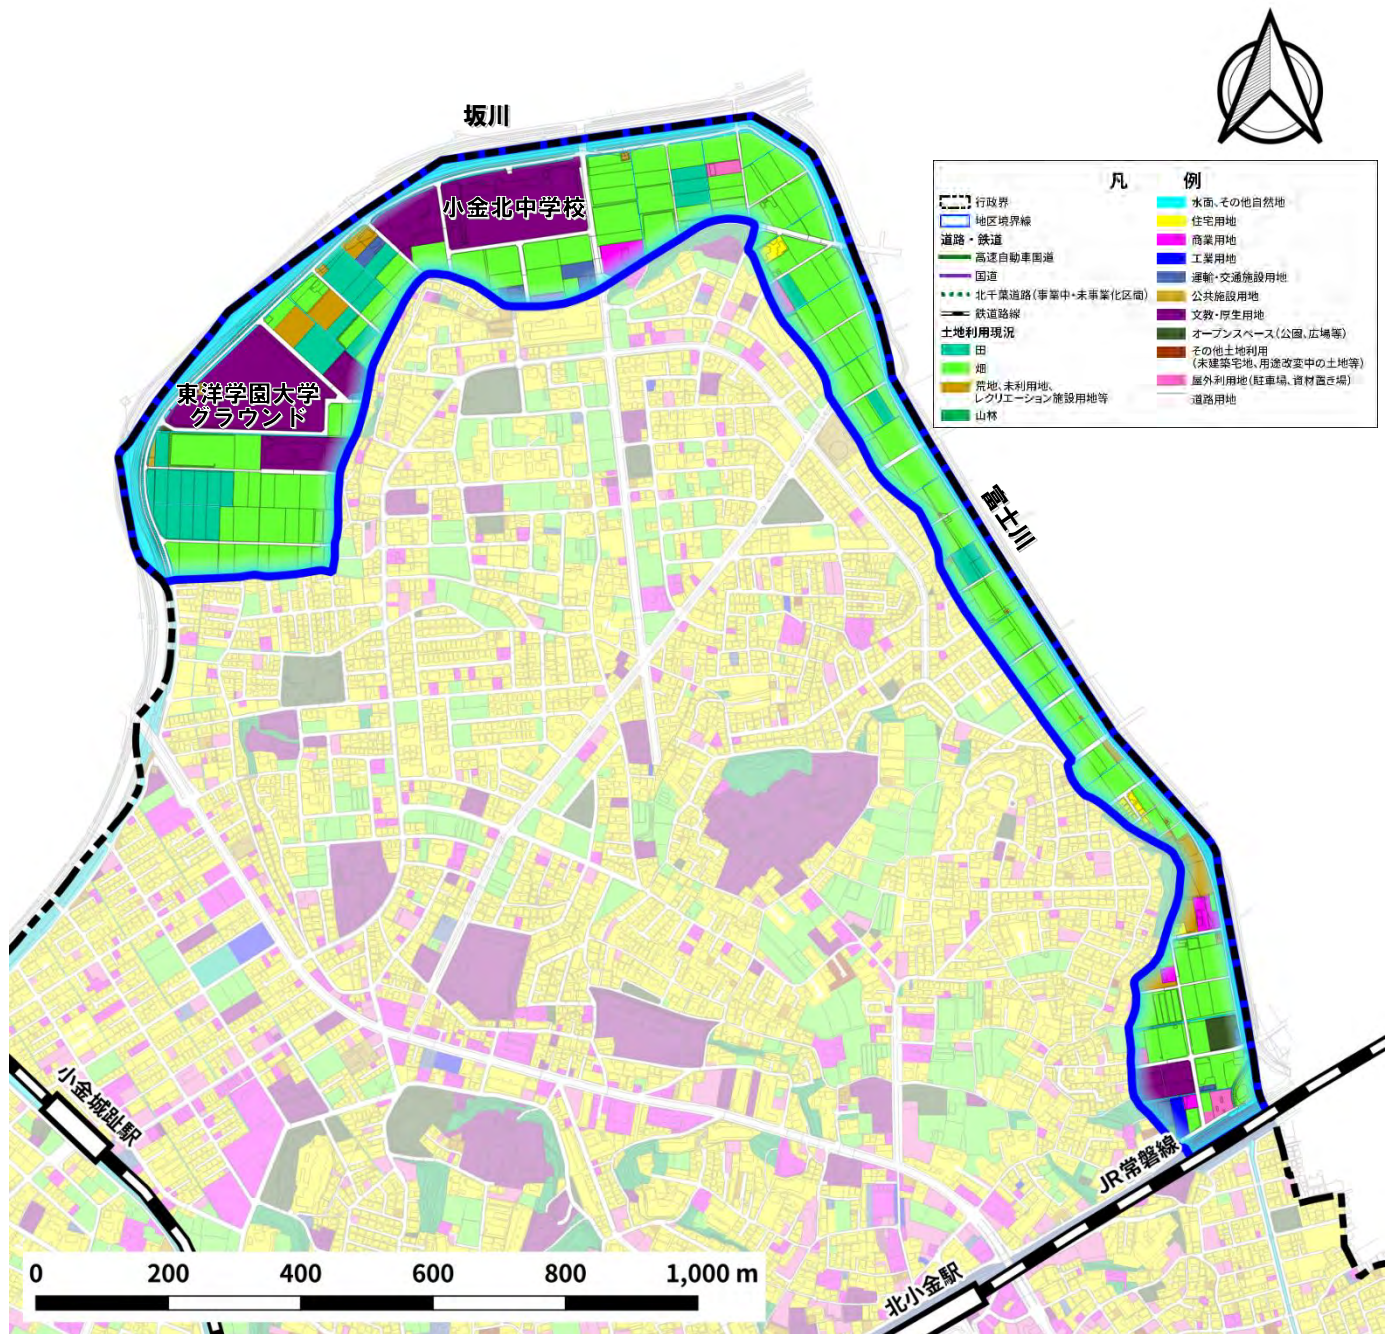 坂川
小金北中学校
東洋学園大学
グラウンド
富士川
凡 例
行政界
地区境界線
道路・鉄道
高速自動車国道
国道
北千葉道路(事業中・未事業化区間)
鉄道路線
土地利用現況
田
畑
荒地、未利用地、
レクリエーション施設用地等
山林
水面、その他自然地
住宅用地
商業用地
工業用地
運輸・交通施設用地
公共施設用地
文教・厚生用地
オープンスペース(公園、広場等)
その他土地利用
(未建築宅地、用途改変中の土地等)
屋外利用地(駐車場、資材置き場)
道路用地
小金城趾駅
JR常磐線
北小金駅
0 200 400 600 800 1,000 m